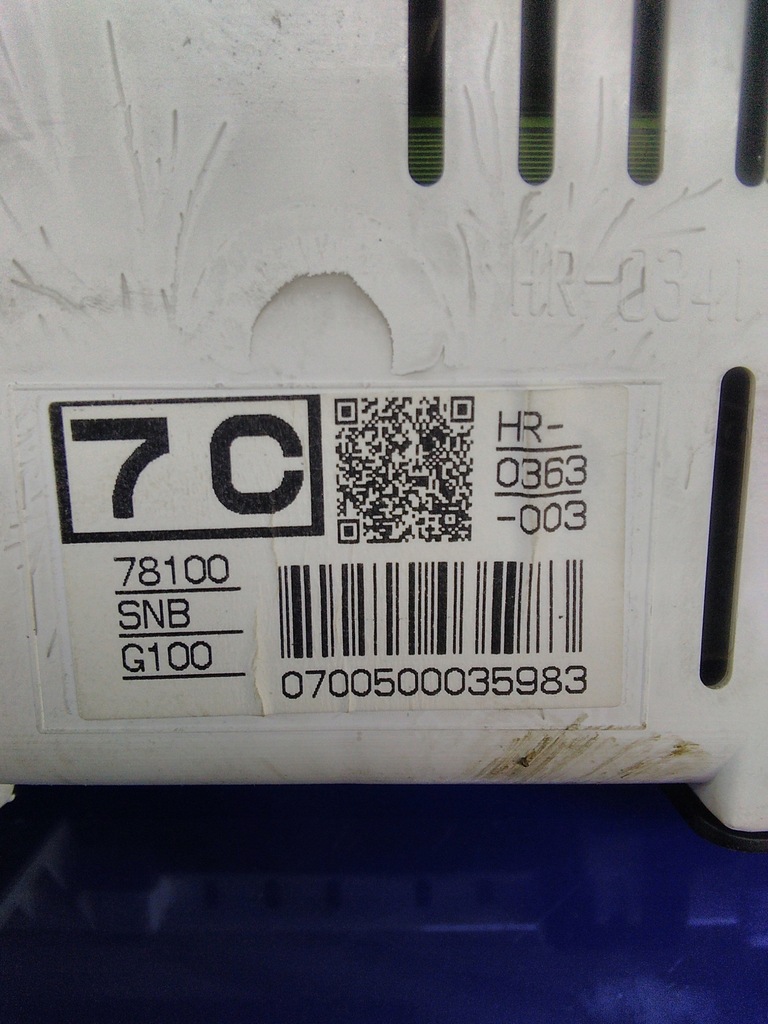 HR-0341
7C
HR-
0363
-003
78100
SNB
G100
0700500035983